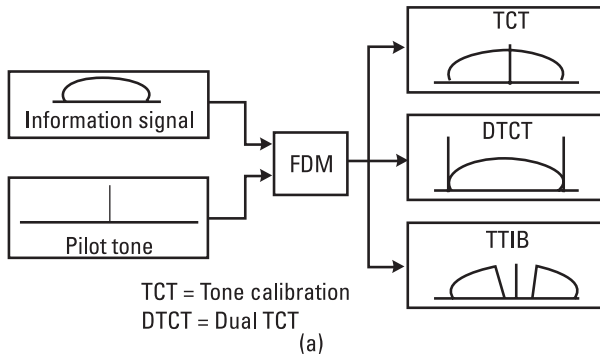 TCT
Information signal
DTCT
FDM
Pilot tone
TTIB
TCT = Tone calibration
DTCT = Dual TCT
(a)